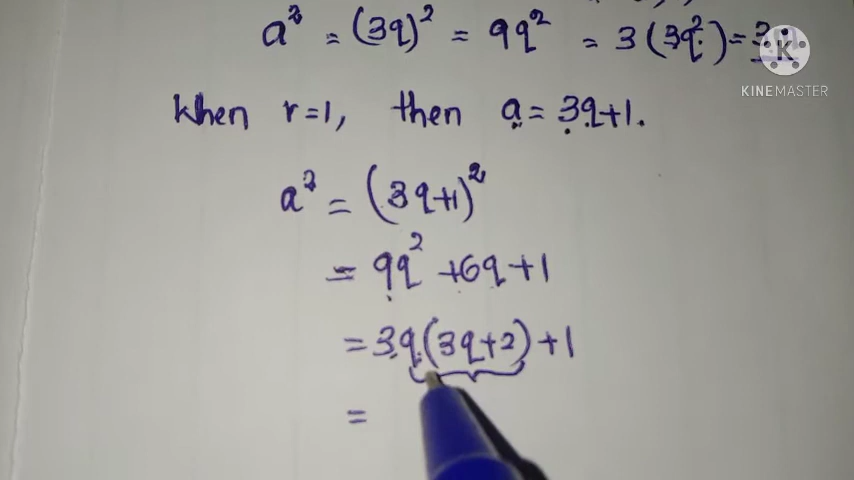 a² = (3q)² = 9q² = 3(3q²) = 3
K
KINEMASTER
When r=1, then a = 3q+1.
a² = (3q+1)²
= 9q² +6q+1
= 3q(3q+2)+1
=